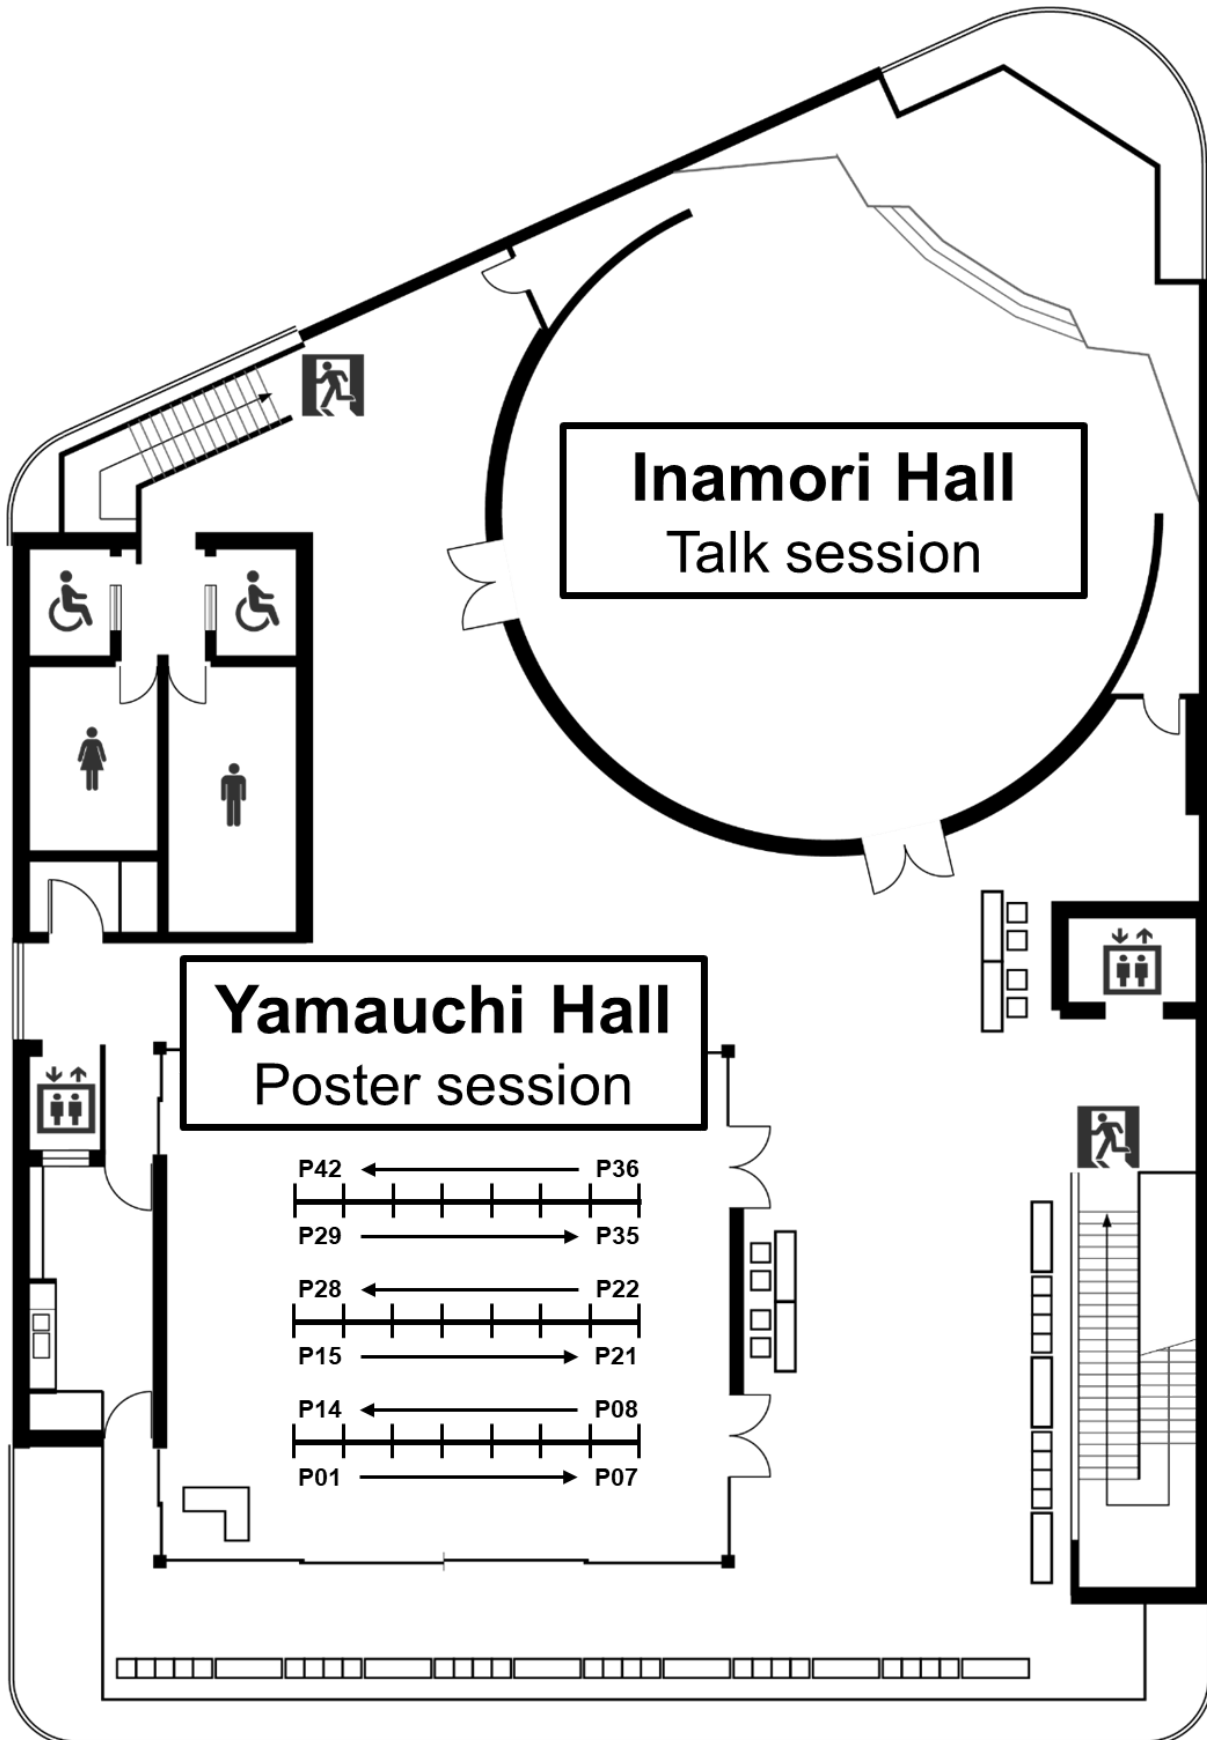 Inamori Hall
Talk session
Yamauchi Hall
Poster session
P42 P36
P29 P35
P28 P22
P15 P21
P14 P08
P01 P07